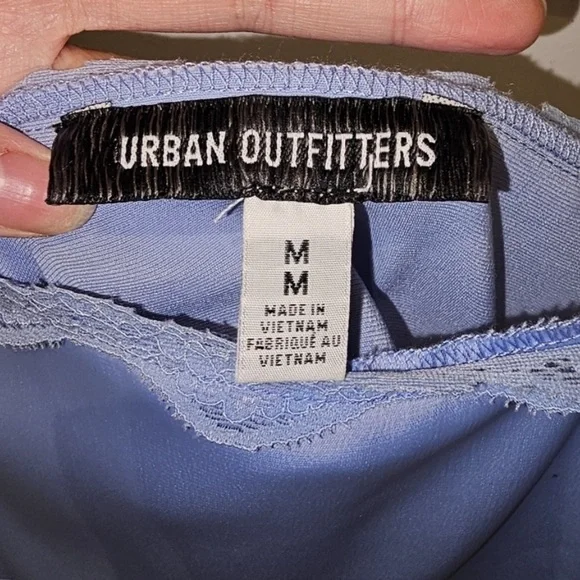 URBAN OUTFITTERS
M
M
MADE IN
VIETNAM
FABRIQUÉ AU
VIETNAM